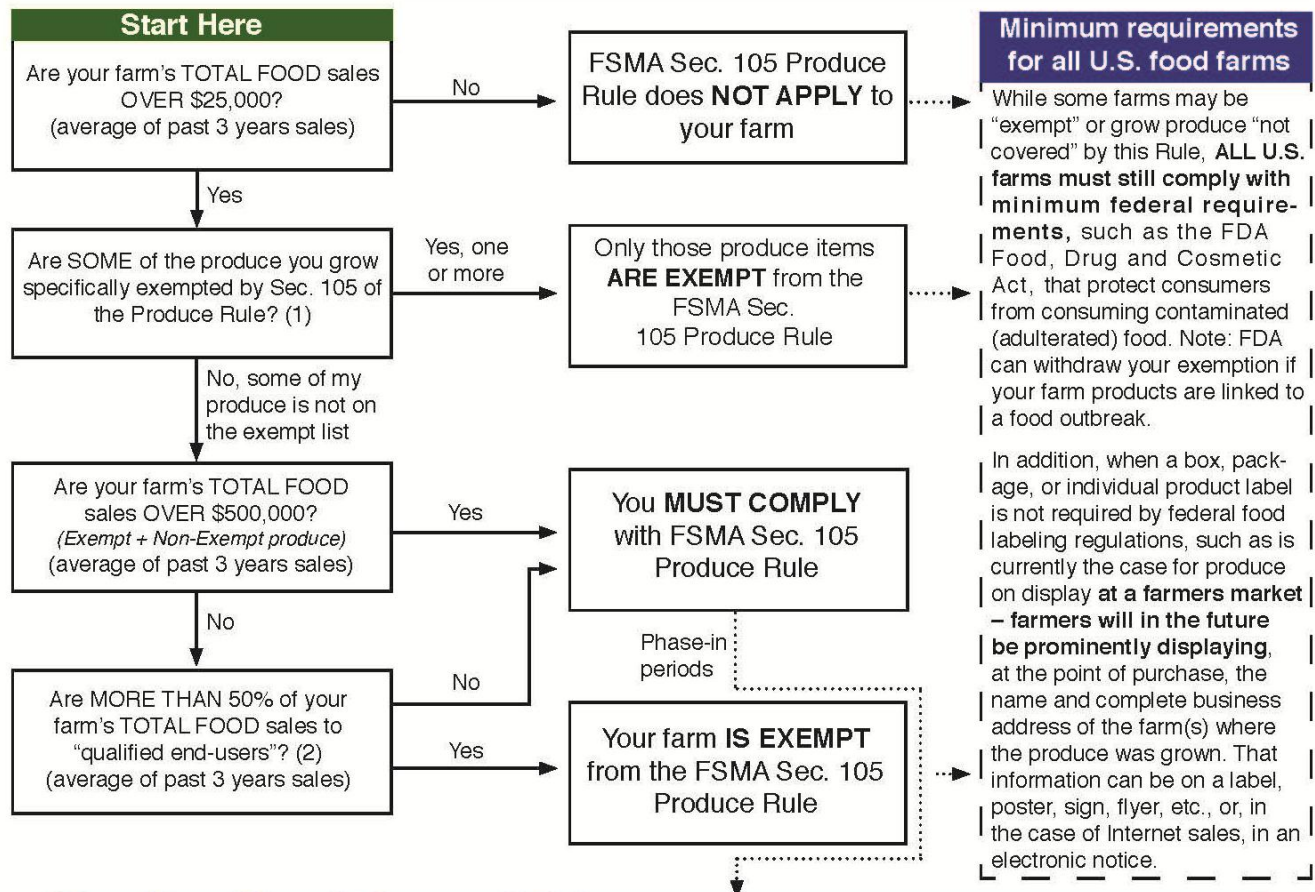 Start Here
Are your farm's TOTAL FOOD sales
OVER $25,000?
(average of past 3 years sales)
No
FSMA Sec. 105 Produce
Rule does NOT APPLY to
your farm
Yes
Are SOME of the produce you grow
specifically exempted by Sec. 105 of
the Produce Rule? (1)
Yes, one
or more
Only those produce items
ARE EXEMPT from the
FSMA Sec.
105 Produce Rule
No, some of my
produce is not on
the exempt list
Are your farm's TOTAL FOOD
sales OVER $500,000?
(Exempt + Non-Exempt produce)
(average of past 3 years sales)
Yes
You MUST COMPLY
with FSMA Sec. 105
Produce Rule
No
Phase-in
periods
Are MORE THAN 50% of your
farm's TOTAL FOOD sales to
"qualified end-users"? (2)
(average of past 3 years sales)
No
Yes
Your farm IS EXEMPT
from the FSMA Sec. 105
Produce Rule
Minimum requirements
for all U.S. food farms
While some farms may be
"exempt" or grow produce "not
covered" by this Rule, ALL U.S.
farms must still comply with
minimum federal require-
ments, such as the FDA
Food, Drug and Cosmetic
Act, that protect consumers
from consuming contaminated
(adulterated) food. Note: FDA
can withdraw your exemption if
your farm products are linked to
a food outbreak.
In addition, when a box, pack-
age, or individual product label
is not required by federal food
labeling regulations, such as is
currently the case for produce
on display at a farmers market
– farmers will in the future
be prominently displaying,
at the point of purchase, the
name and complete business
address of the farm(s) where
the produce was grown. That
information can be on a label,
poster, sign, flyer, etc., or, in
the case of Internet sales, in an
electronic notice.